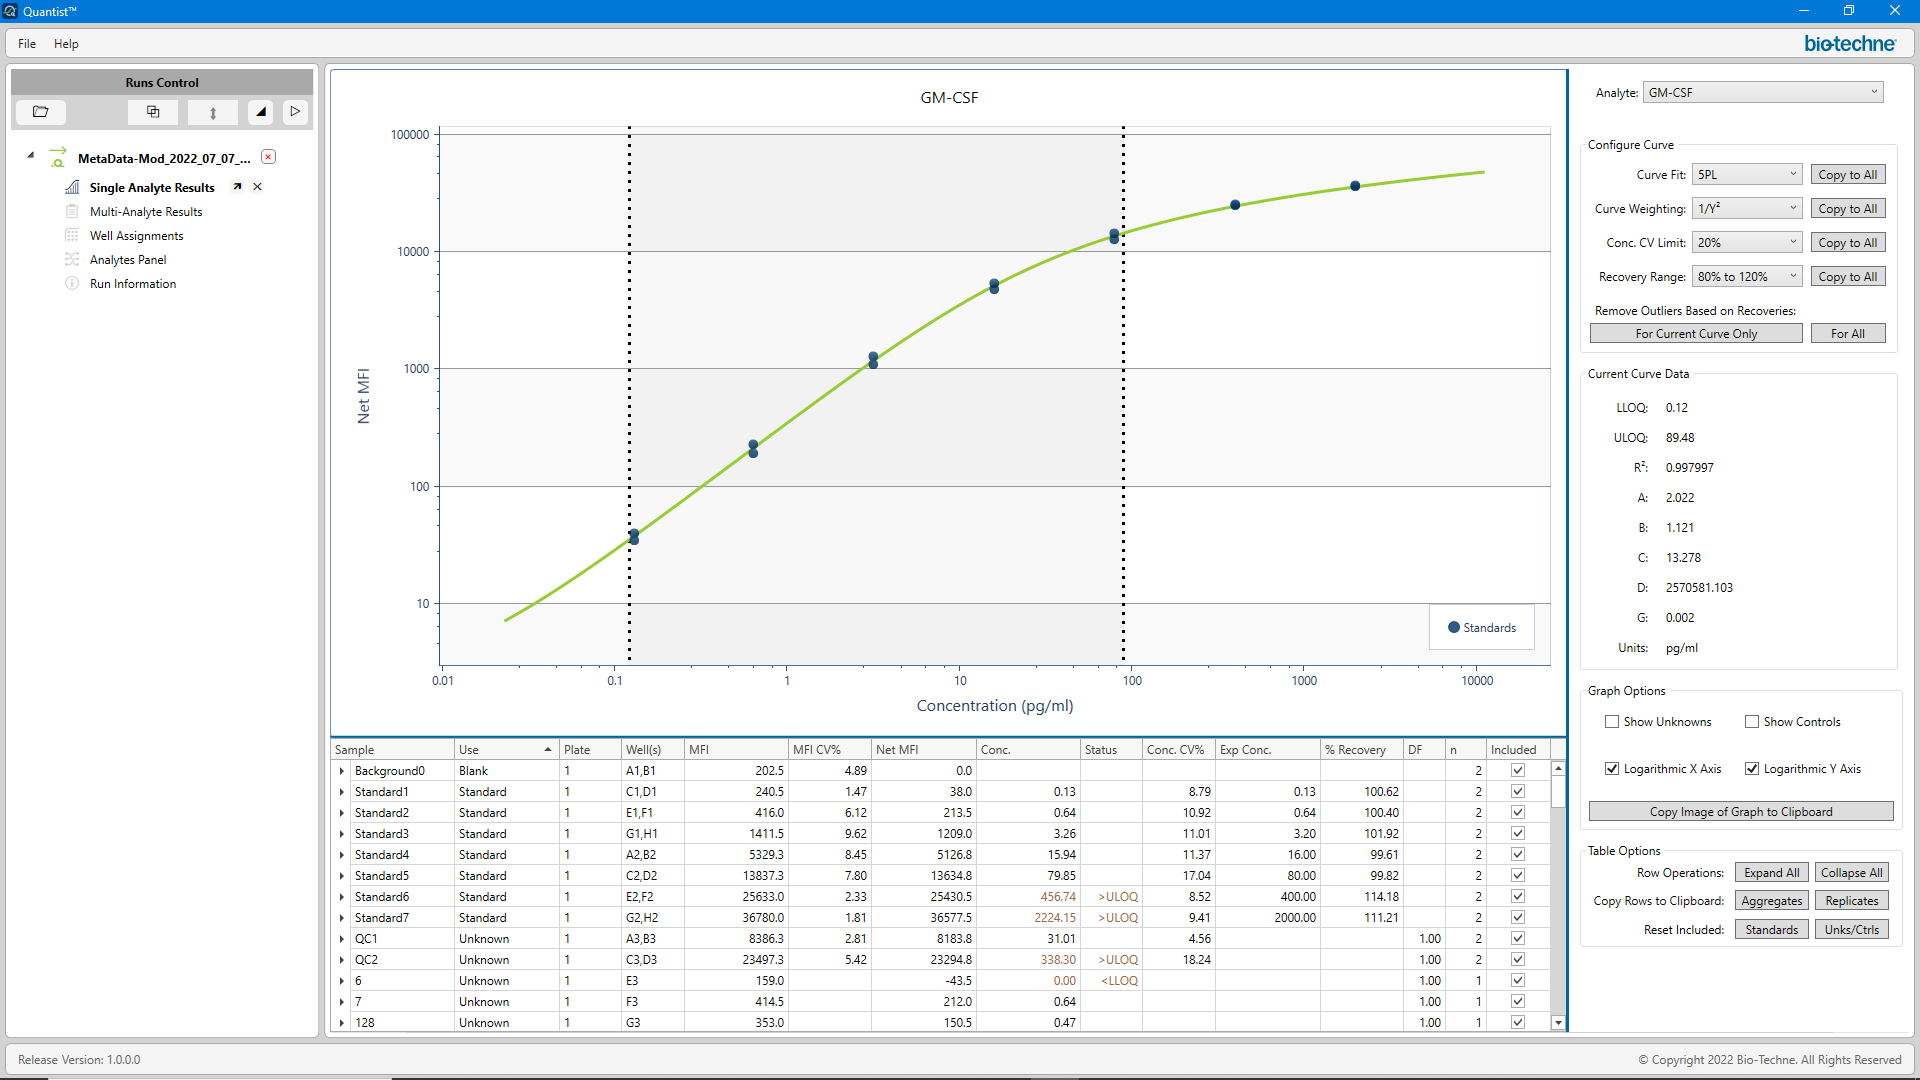 Quantist™
File Help
bio-techne
Runs Control
MetaData-Mod_2022_07_07_...
Single Analyte Results
Multi-Analyte Results
Well Assignments
Analytes Panel
Run Information
GM-CSF
100000
10000
1000
100
10
Net MFI
0.01 0.1 1 10 100 1000 10000
Concentration (pg/ml)
Standards
Sample Use Plate Well(s) MFI MFI CV% Net MFI Conc. Status Conc. CV% Exp Conc. % Recovery DF n Included
Background0 Blank 1 A1,B1 202.5 4.89 0.0 2
Standard1 Standard 1 C1,D1 240.5 1.47 38.0 0.13 8.79 0.13 100.62 2
Standard2 Standard 1 E1,F1 416.0 6.12 213.5 0.64 10.92 0.64 100.40 2
Standard3 Standard 1 G1,H1 1411.5 9.62 1209.0 3.26 11.01 3.20 101.92 2
Standard4 Standard 1 A2,B2 5329.3 8.45 5126.8 15.94 11.37 16.00 99.61 2
Standard5 Standard 1 C2,D2 13837.3 7.80 13634.8 79.85 17.04 80.00 99.82 2
Standard6 Standard 1 E2,F2 25633.0 2.33 25430.5 456.74 >ULOQ 8.52 400.00 114.18 2
Standard7 Standard 1 G2,H2 36780.0 1.81 36577.5 2224.15 >ULOQ 9.41 2000.00 111.21 2
QC1 Unknown 1 A3,B3 8386.3 2.81 8183.8 31.01 4.56 1.00 2
QC2 Unknown 1 C3,D3 23497.3 5.42 23294.8 338.30 >ULOQ 18.24 1.00 2
6 Unknown 1 E3 159.0 -43.5 0.00 <LLOQ 1.00 1
7 Unknown 1 F3 414.5 212.0 0.64 1.00 1
128 Unknown 1 G3 353.0 150.5 0.47 1.00 1
Analyte: GM-CSF
Configure Curve
Curve Fit: 5PL Copy to All
Curve Weighting: 1/Y² Copy to All
Conc. CV Limit: 20% Copy to All
Recovery Range: 80% to 120% Copy to All
Remove Outliers Based on Recoveries:
For Current Curve Only For All
Current Curve Data
LLOQ: 0.12
ULOQ: 89.48
R²: 0.997997
A: 2.022
B: 1.121
C: 13.278
D: 2570581.103
G: 0.002
Units: pg/ml
Graph Options
Show Unknowns Show Controls
Logarithmic X Axis Logarithmic Y Axis
Copy Image of Graph to Clipboard
Table Options
Row Operations: Expand All Collapse All
Copy Rows to Clipboard: Aggregates Replicates
Reset Included: Standards Unks/Ctrls
Release Version: 1.0.0.0
© Copyright 2022 Bio-Techne. All Rights Reserved